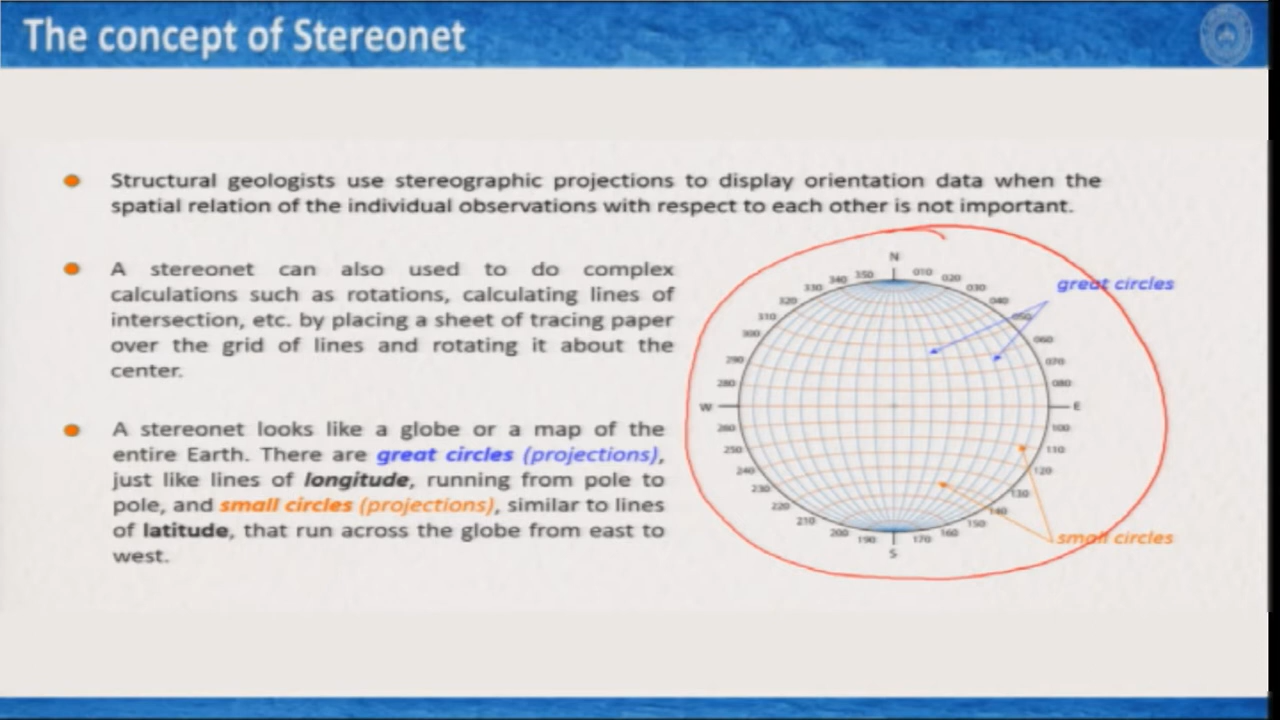 The concept of Stereonet
Structural geologists use stereographic projections to display orientation data when the
spatial relation of the individual observations with respect to each other is not important.
A stereonet can also used to do complex
calculations such as rotations, calculating lines of
intersection, etc. by placing a sheet of tracing paper
over the grid of lines and rotating it about the
center.
A stereonet looks like a globe or a map of the
entire Earth. There are great circles (projections),
just like lines of longitude, running from pole to
pole, and small circles (projections), similar to lines
of latitude, that run across the globe from east to
west.
N
340 350 010 020
330 030
320 040
310 050
300 060
290 070
280 080
W E
260 100
250 110
240 120
230 130
220 140
210 150
200 190 170 160
S
great circles
small circles